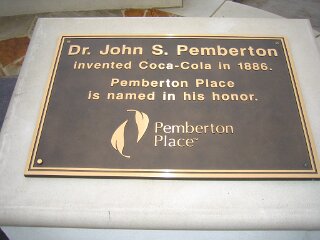 Dr. John S. Pemberton
invented Coca-Cola in 1886.
Pemberton Place
is named in his honor.
Pemberton
Place